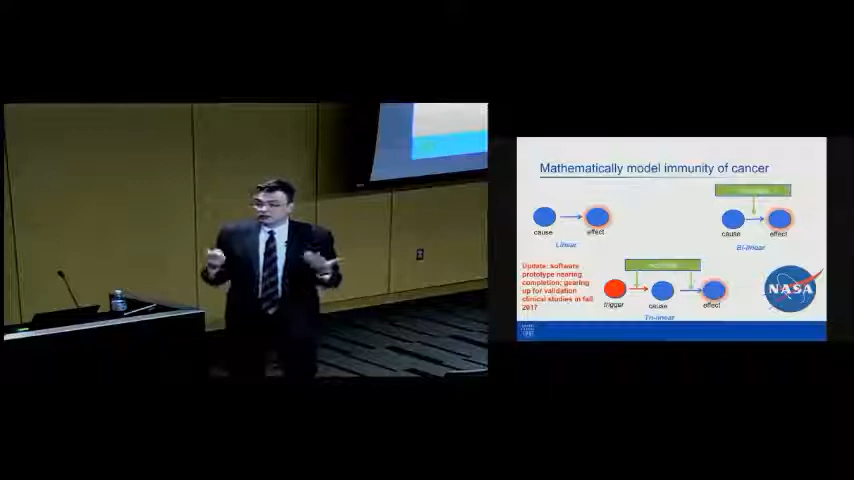 Mathematically model immunity of cancer
cause
effect
Linear
cause
effect
Bi-linear
Update: software
prototype nearing
completion; gearing
up for validation
clinical studies in fall
2017
trigger
cause
effect
Tri-linear
NASA